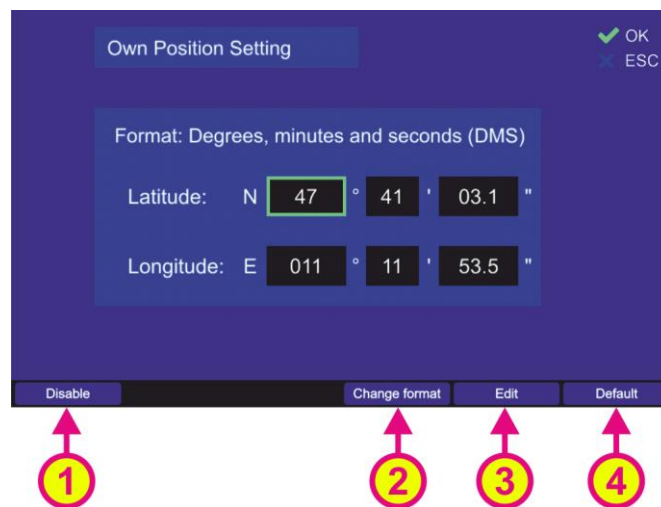 Own Position Setting
OK
ESC
Format: Degrees, minutes and seconds (DMS)
Latitude: N 47 ° 41 ' 03.1 "
Longitude: E 011 ° 11 ' 53.5 "
Disable Change format Edit Default
1 2 3 4